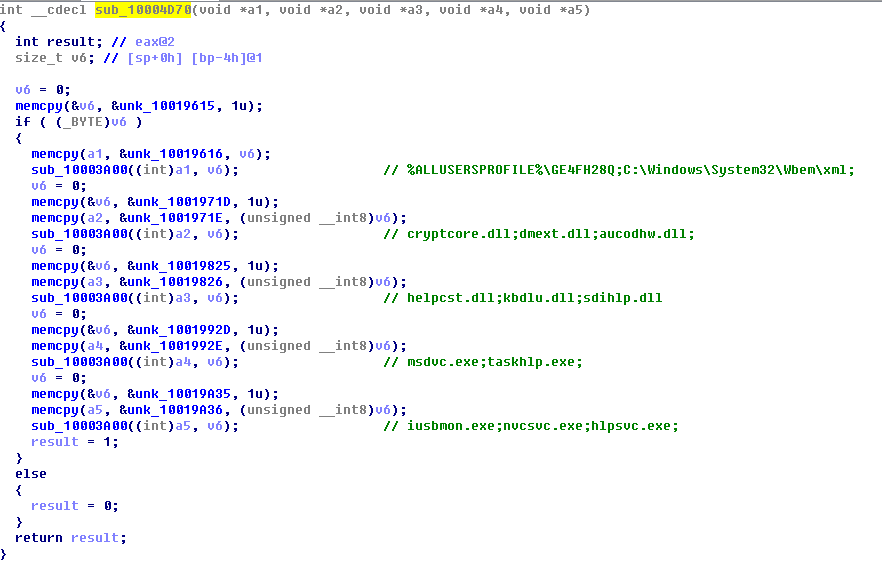 int __cdecl sub_10004D70(void *a1, void *a2, void *a3, void *a4, void *a5)
{
  int result; // eax@2
  size_t v6; // [sp+0h] [bp-4h]@1

  v6 = 0;
  memcpy(&v6, &unk_10019615, 1u);
  if ( (_BYTE)v6 )
  {
    memcpy(a1, &unk_10019616, v6);
    sub_10003A00((int)a1, v6);                  // %ALLUSERSPROFILE%\GE4FH28Q;C:\Windows\System32\Wbem\xml;
    v6 = 0;
    memcpy(&v6, &unk_1001971D, 1u);
    memcpy(a2, &unk_1001971E, (unsigned __int8)v6);
    sub_10003A00((int)a2, v6);                  // cryptcore.dll;dmext.dll;aucodhw.dll;
    v6 = 0;
    memcpy(&v6, &unk_10019825, 1u);
    memcpy(a3, &unk_10019826, (unsigned __int8)v6);
    sub_10003A00((int)a3, v6);                  // helpcst.dll;kbdlu.dll;sdihlp.dll
    v6 = 0;
    memcpy(&v6, &unk_1001992D, 1u);
    memcpy(a4, &unk_1001992E, (unsigned __int8)v6);
    sub_10003A00((int)a4, v6);                  // msdvc.exe;taskhlp.exe;
    v6 = 0;
    memcpy(&v6, &unk_10019A35, 1u);
    memcpy(a5, &unk_10019A36, (unsigned __int8)v6);
    sub_10003A00((int)a5, v6);                  // iusbmon.exe;nvcsvc.exe;hlpsvc.exe;
    result = 1;
  }
  else
  {
    result = 0;
  }
  return result;
}